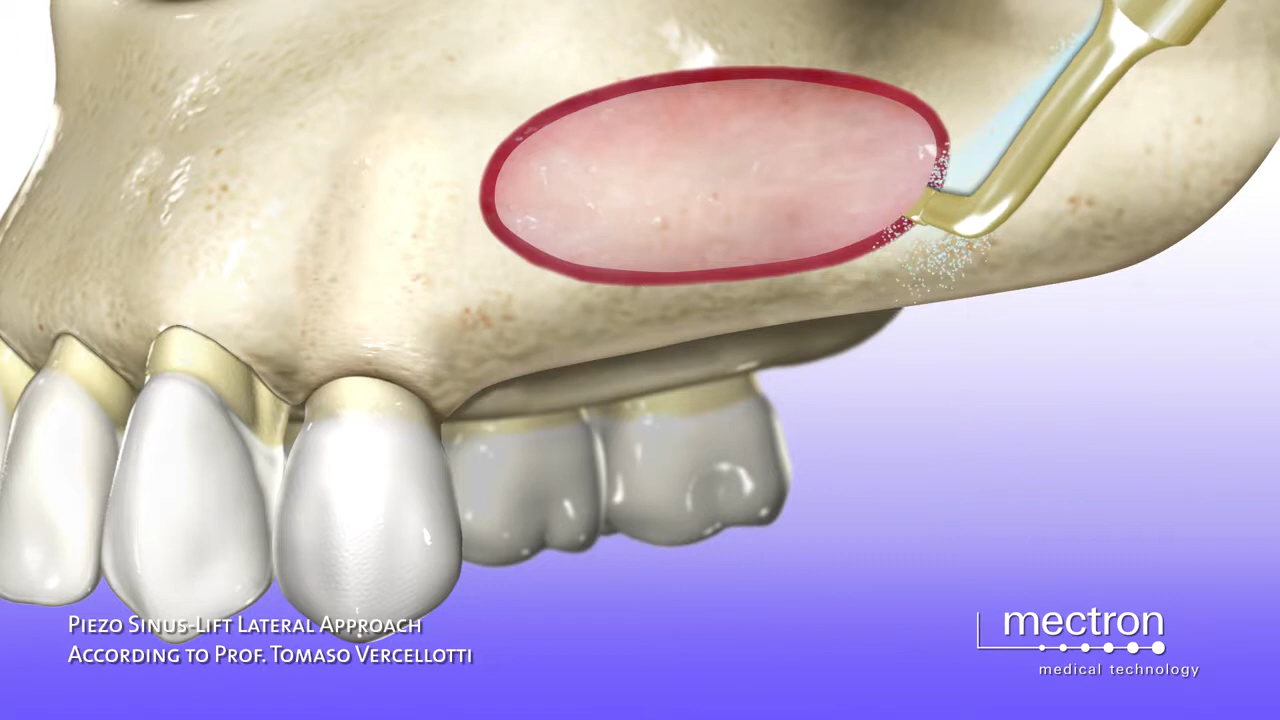 Piezo Sinus-Lift Lateral Approach
According to Prof. Tomaso Vercellotti
mectron
medical technology